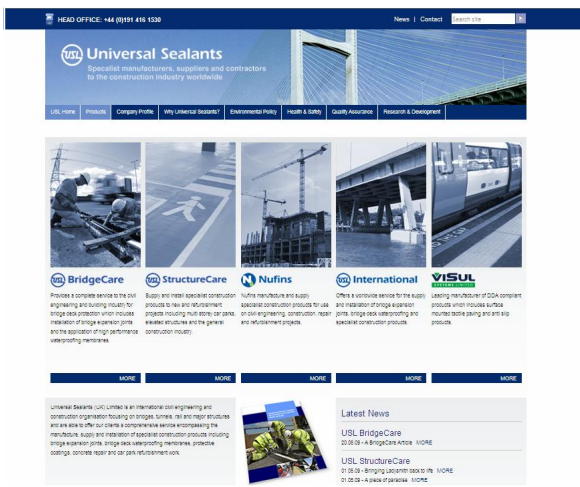 HEAD OFFICE: +44 (0)191 416 1530
News | Contact
Search site
USL Universal Sealants
Specialist manufacturers, suppliers and contractors
to the construction industry worldwide
USL Home
Products
Company Profile
Why Universal Sealants?
Environmental Policy
Health & Safety
Quality Assurance
Research & Development
USL BridgeCare
Provides a complete service to the civil
engineering and building industry for
bridge deck protection which includes
installation of bridge expansion joints
and the application of high performance
waterproofing membranes.
MORE
USL StructureCare
Supply and install specialist construction
products to new and refurbishment
projects including multi storey car parks,
elevated structures and the general
construction industry.
MORE
N Nufins
Nufins manufacture and supply
specialist construction products for use
on civil engineering, construction, repair
and refurbishment projects.
MORE
USL International
Offers a worldwide service for the supply
and installation of bridge expansion
joints, bridge deck waterproofing and
specialist construction products.
MORE
VISUL
SYSTEMS LIMITED
Leading manufacturer of DDA compliant
products which includes surface
mounted tactile paving and anti slip
products.
MORE
Universal Sealants (UK) Limited is an international civil engineering and
construction organisation focusing on bridges, tunnels, rail and major structures
and are able to offer our clients a comprehensive service encompassing the
manufacture, supply and installation of specialist construction products including
bridge expansion joints, bridge deck waterproofing membranes, protective
coatings, concrete repair and car park refurbishment work.
Latest News
USL BridgeCare
20.05.09 - A BridgeCare Article MORE
USL StructureCare
01.05.09 - Bringing Ladysmith back to life MORE
01.05.09 - A piece of paradise MORE